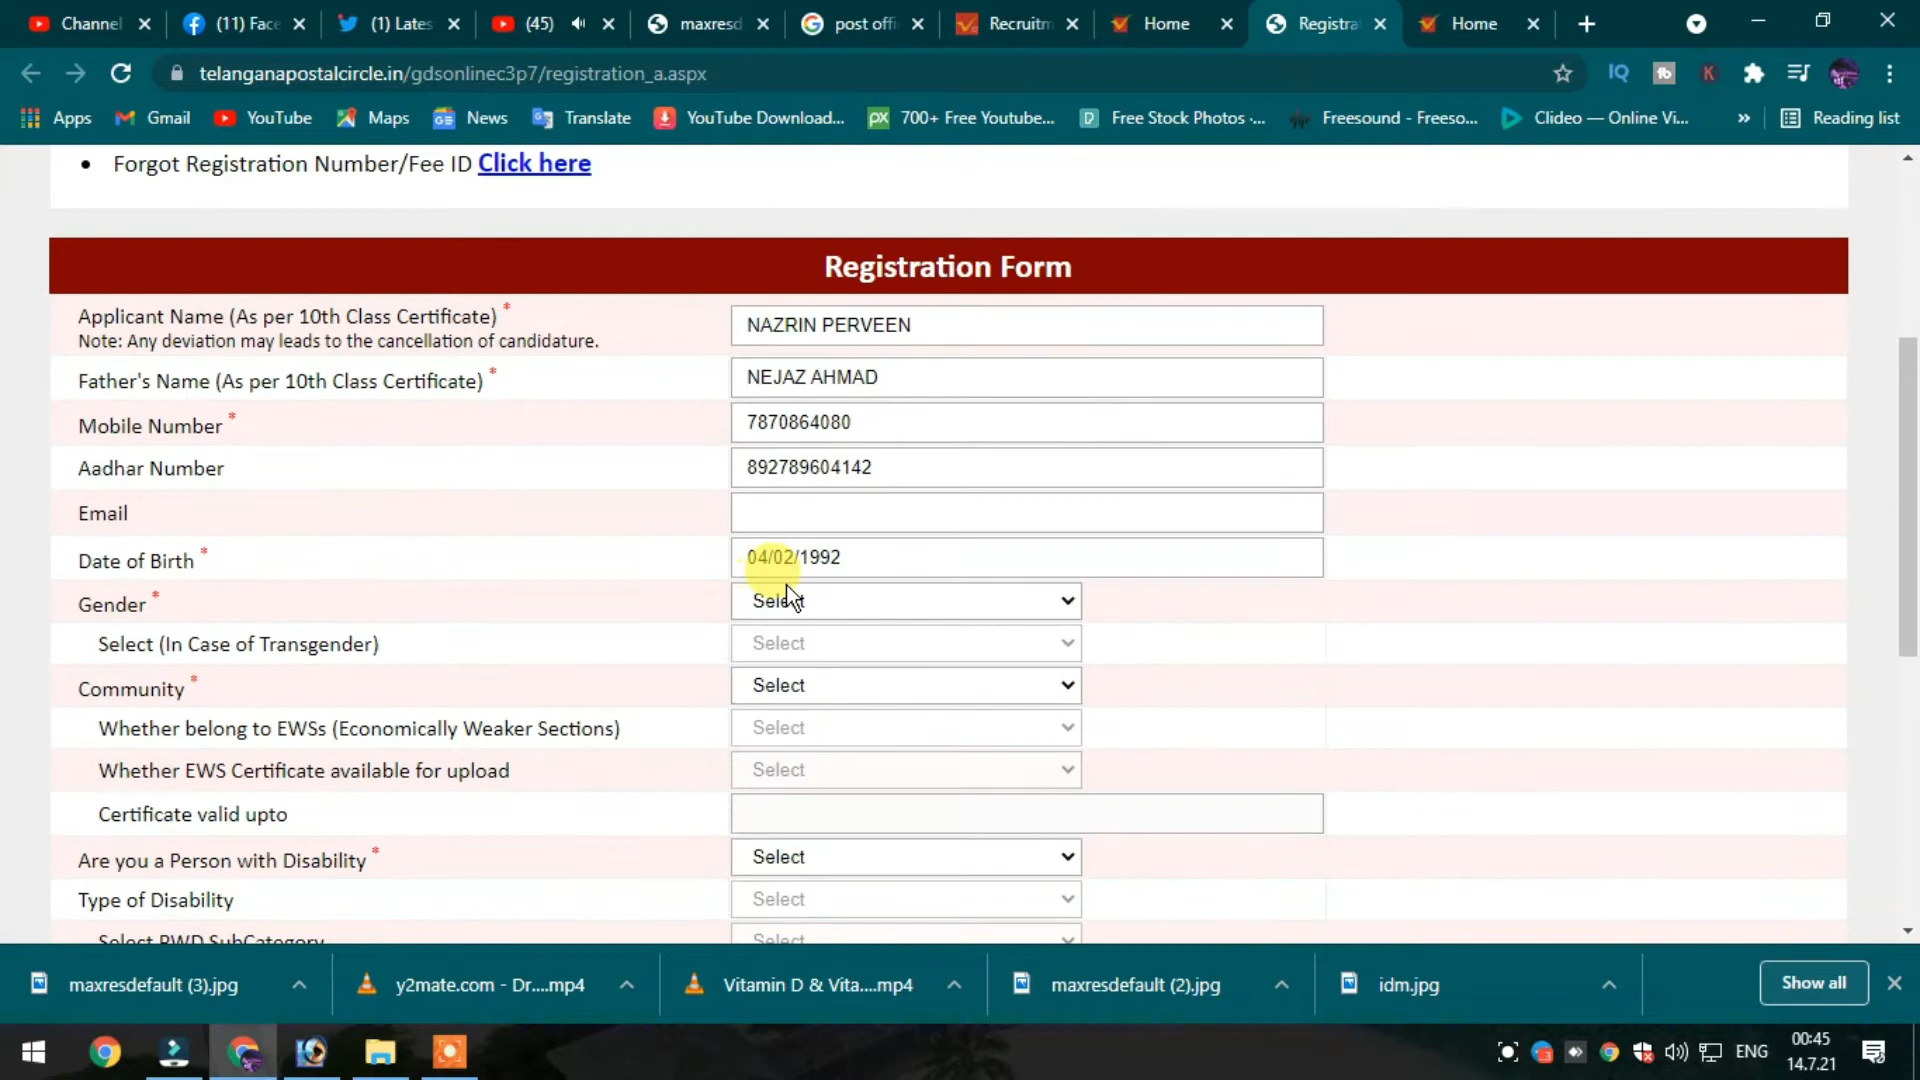 Channel
(11) Face
(1) Lates
(45)
maxresd
post offi
Recruitm
Home
Registra
Home
telanganapostalcircle.in/gdsonlinec3p7/registration_a.aspx
Apps
Gmail
YouTube
Maps
News
Translate
YouTube Download...
700+ Free Youtube...
Free Stock Photos ·...
Freesound - Freeso...
Clideo — Online Vi...
»
Reading list
• Forgot Registration Number/Fee ID Click here
Registration Form
Applicant Name (As per 10th Class Certificate) *
NAZRIN PERVEEN
Note: Any deviation may leads to the cancellation of candidature.
Father's Name (As per 10th Class Certificate) *
NEJAZ AHMAD
Mobile Number *
7870864080
Aadhar Number
892789604142
Email
Date of Birth *
04/02/1992
Gender *
Select
Select (In Case of Transgender)
Select
Community *
Select
Whether belong to EWSs (Economically Weaker Sections)
Select
Whether EWS Certificate available for upload
Select
Certificate valid upto
Are you a Person with Disability *
Select
Type of Disability
Select
Select PWD SubCategory
Select
maxresdefault (3).jpg
y2mate.com - Dr....mp4
Vitamin D & Vita....mp4
maxresdefault (2).jpg
idm.jpg
Show all
ENG
00:45
14.7.21